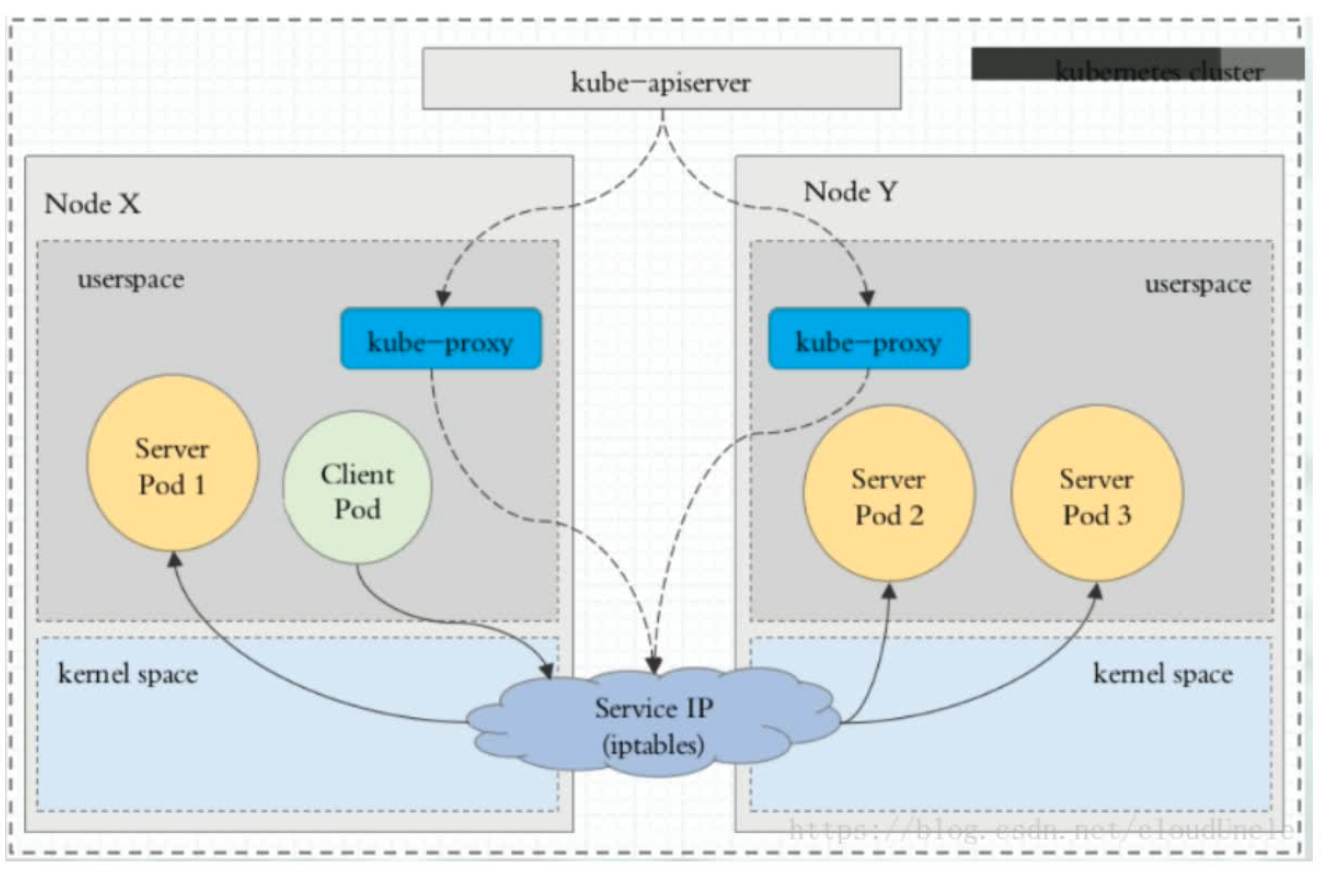 kube-apiserver
kubernetes cluster
Node X
userspace
kube-proxy
Server
Pod 1
Client
Pod
kernel space
Node Y
userspace
kube-proxy
Server
Pod 2
Server
Pod 3
kernel space
Service IP
(iptables)
https://blog.csdn.net/cloudUncle